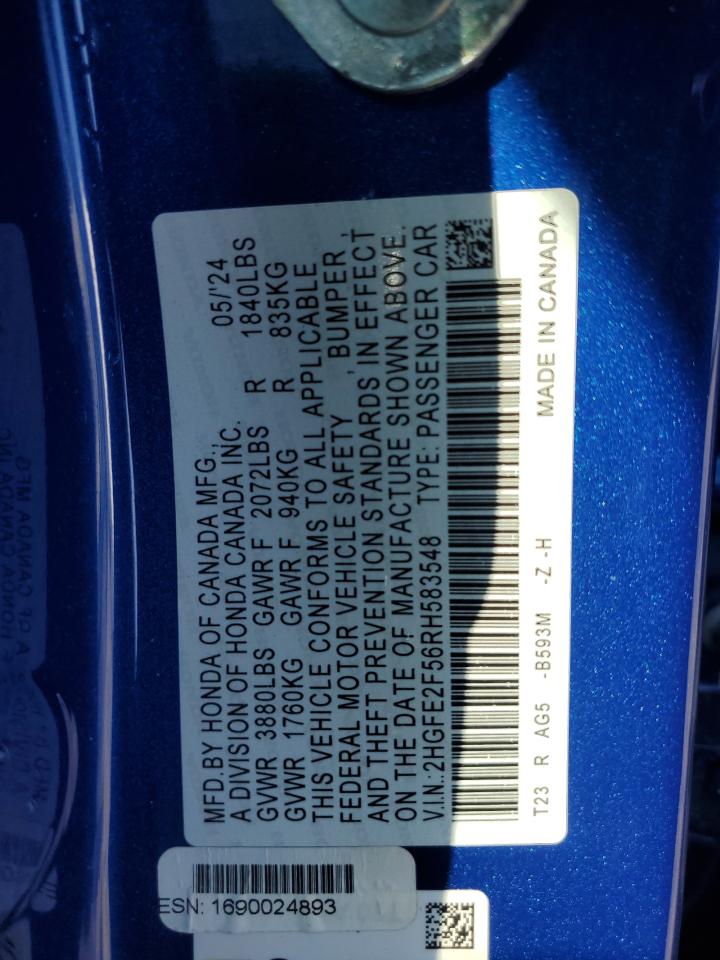 MFD.BY HONDA OF CANADA MFG., 05/'24
A DIVISION OF HONDA CANADA INC.
GVWR 3880LBS GAWR F 2072LBS R 1840LBS
GVWR 1760KG GAWR F 940KG R 835KG
THIS VEHICLE CONFORMS TO ALL APPLICABLE
FEDERAL MOTOR VEHICLE SAFETY , BUMPER ,
AND THEFT PREVENTION STANDARDS, IN EFFECT
ON THE DATE OF MANUFACTURE SHOWN ABOVE.
V.I.N.:2HGFE2F56RH583548 TYPE: PASSENGER CAR
T23 R AG5 -B593M -Z -H MADE IN CANADA
ESN: 1690024893